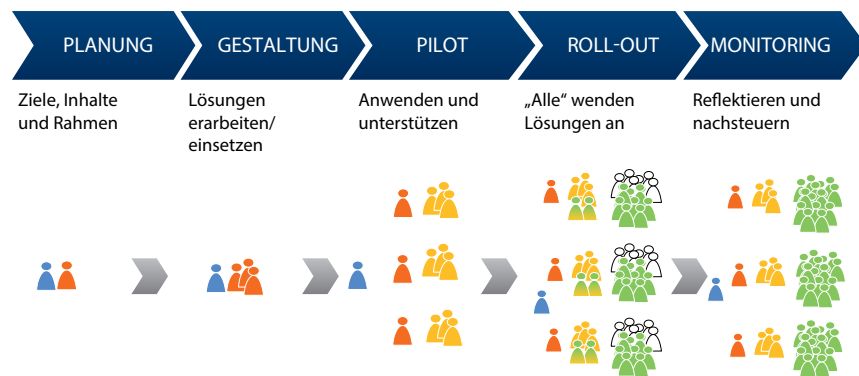 PLANUNG
GESTALTUNG
PILOT
ROLL-OUT
MONITORING
Ziele, Inhalte
und Rahmen
Lösungen
erarbeiten/
einsetzen
Anwenden und
unterstützen
„Alle“ wenden
Lösungen an
Reflektieren und
nachsteuern